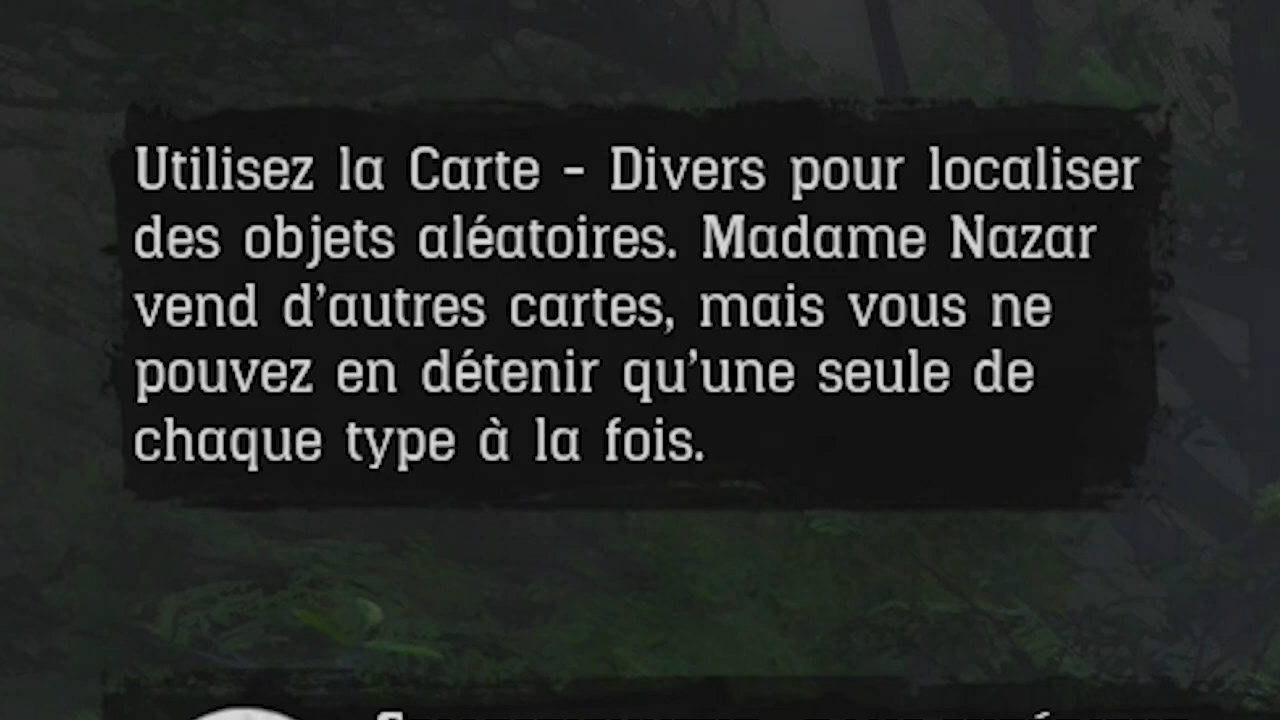 Utilisez la Carte - Divers pour localiser
des objets aléatoires. Madame Nazar
vend d’autres cartes, mais vous ne
pouvez en détenir qu’une seule de
chaque type à la fois.